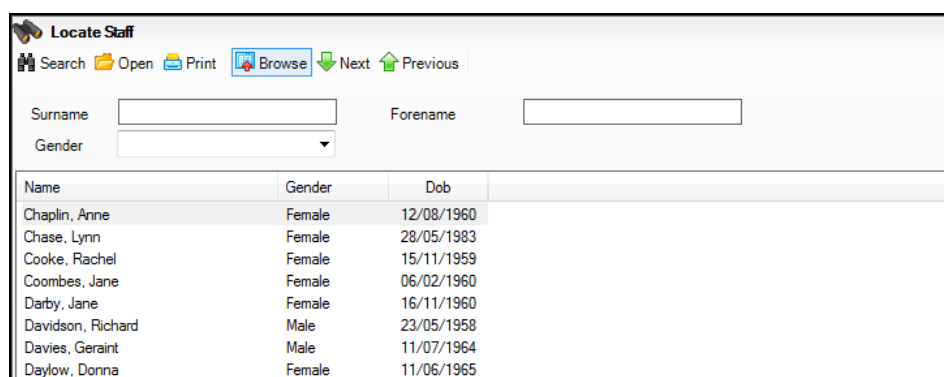 Locate Staff
Search Open Print Browse Next Previous
Surname Forename
Gender
Name Gender Dob
Chaplin, Anne Female 12/08/1960
Chase, Lynn Female 28/05/1983
Cooke, Rachel Female 15/11/1959
Coombes, Jane Female 06/02/1960
Darby, Jane Female 16/11/1960
Davidson, Richard Male 23/05/1958
Davies, Geraint Male 11/07/1964
Daylow, Donna Female 11/06/1965